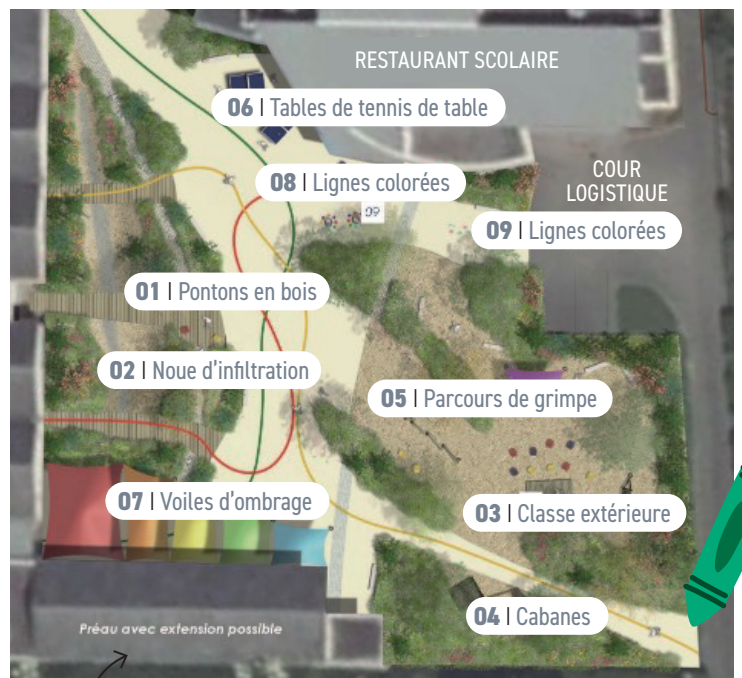 RESTAURANT SCOLAIRE
06 | Tables de tennis de table
08 | Lignes colorées
COUR
LOGISTIQUE
09
09 | Lignes colorées
01 | Pontons en bois
02 | Noue d'infiltration
05 | Parcours de grimpe
07 | Voiles d'ombrage
03 | Classe extérieure
04 | Cabanes
Préau avec extension possible